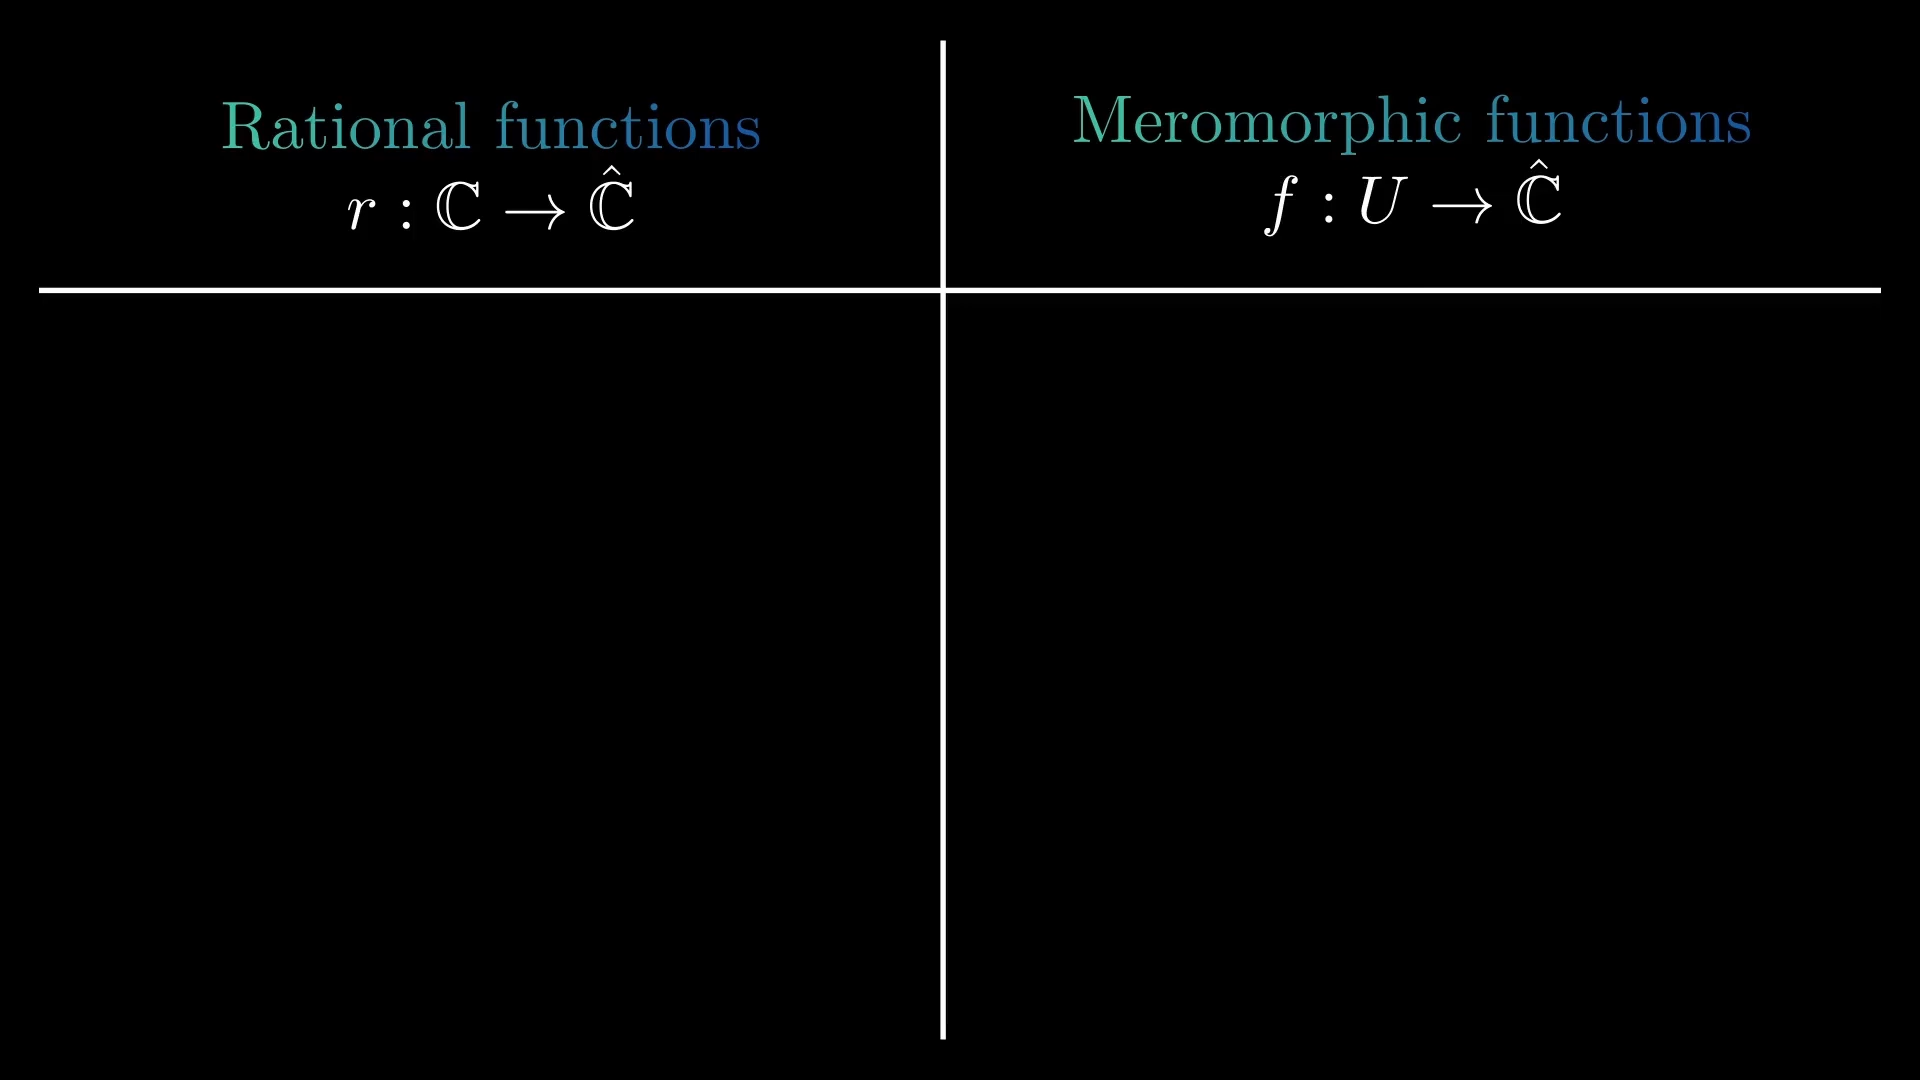 Rational functions
r : ℂ → ℂ̂
Meromorphic functions
f : U → ℂ̂